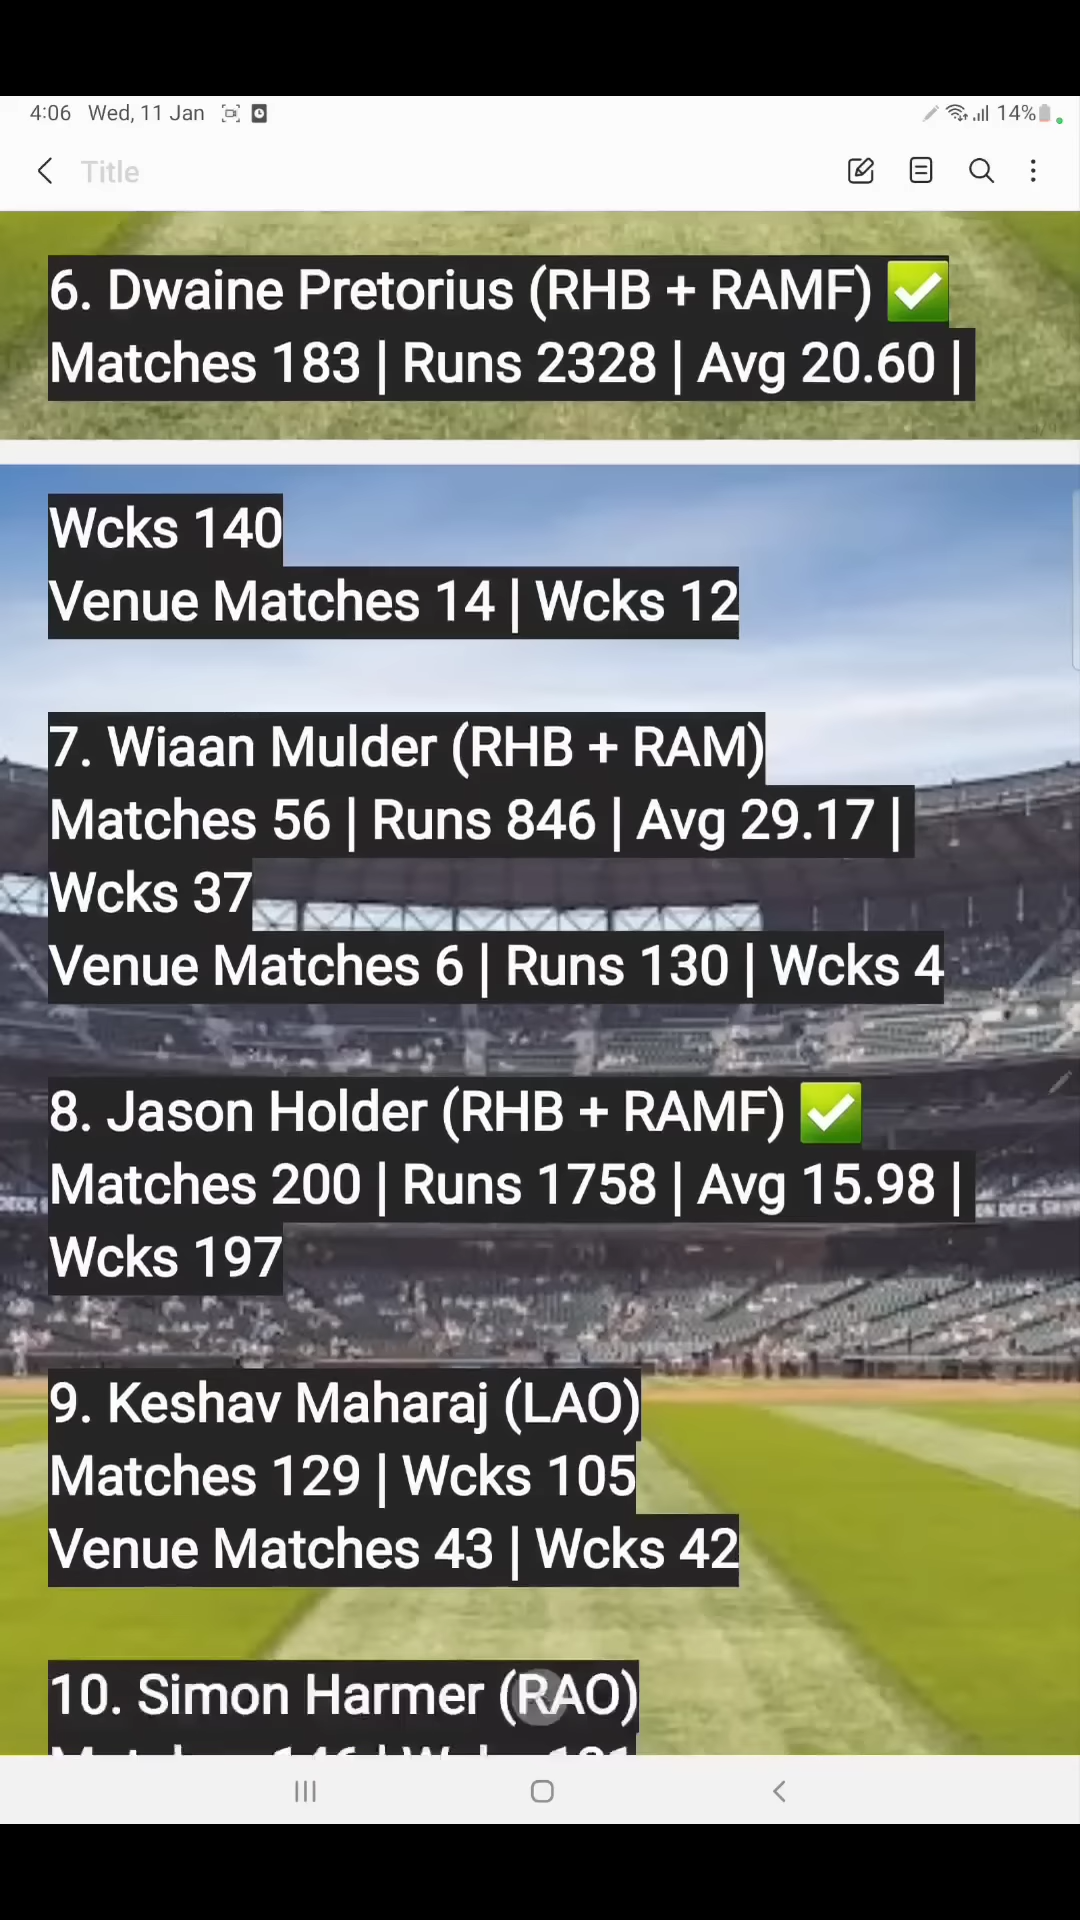 4:06 Wed, 11 Jan 14%
Title
6. Dwaine Pretorius (RHB + RAMF) ✅
Matches 183 | Runs 2328 | Avg 20.60 |
Wcks 140
Venue Matches 14 | Wcks 12
7. Wiaan Mulder (RHB + RAM)
Matches 56 | Runs 846 | Avg 29.17 |
Wcks 37
Venue Matches 6 | Runs 130 | Wcks 4
8. Jason Holder (RHB + RAMF) ✅
Matches 200 | Runs 1758 | Avg 15.98 |
Wcks 197
9. Keshav Maharaj (LAO)
Matches 129 | Wcks 105
Venue Matches 43 | Wcks 42
10. Simon Harmer (RAO)